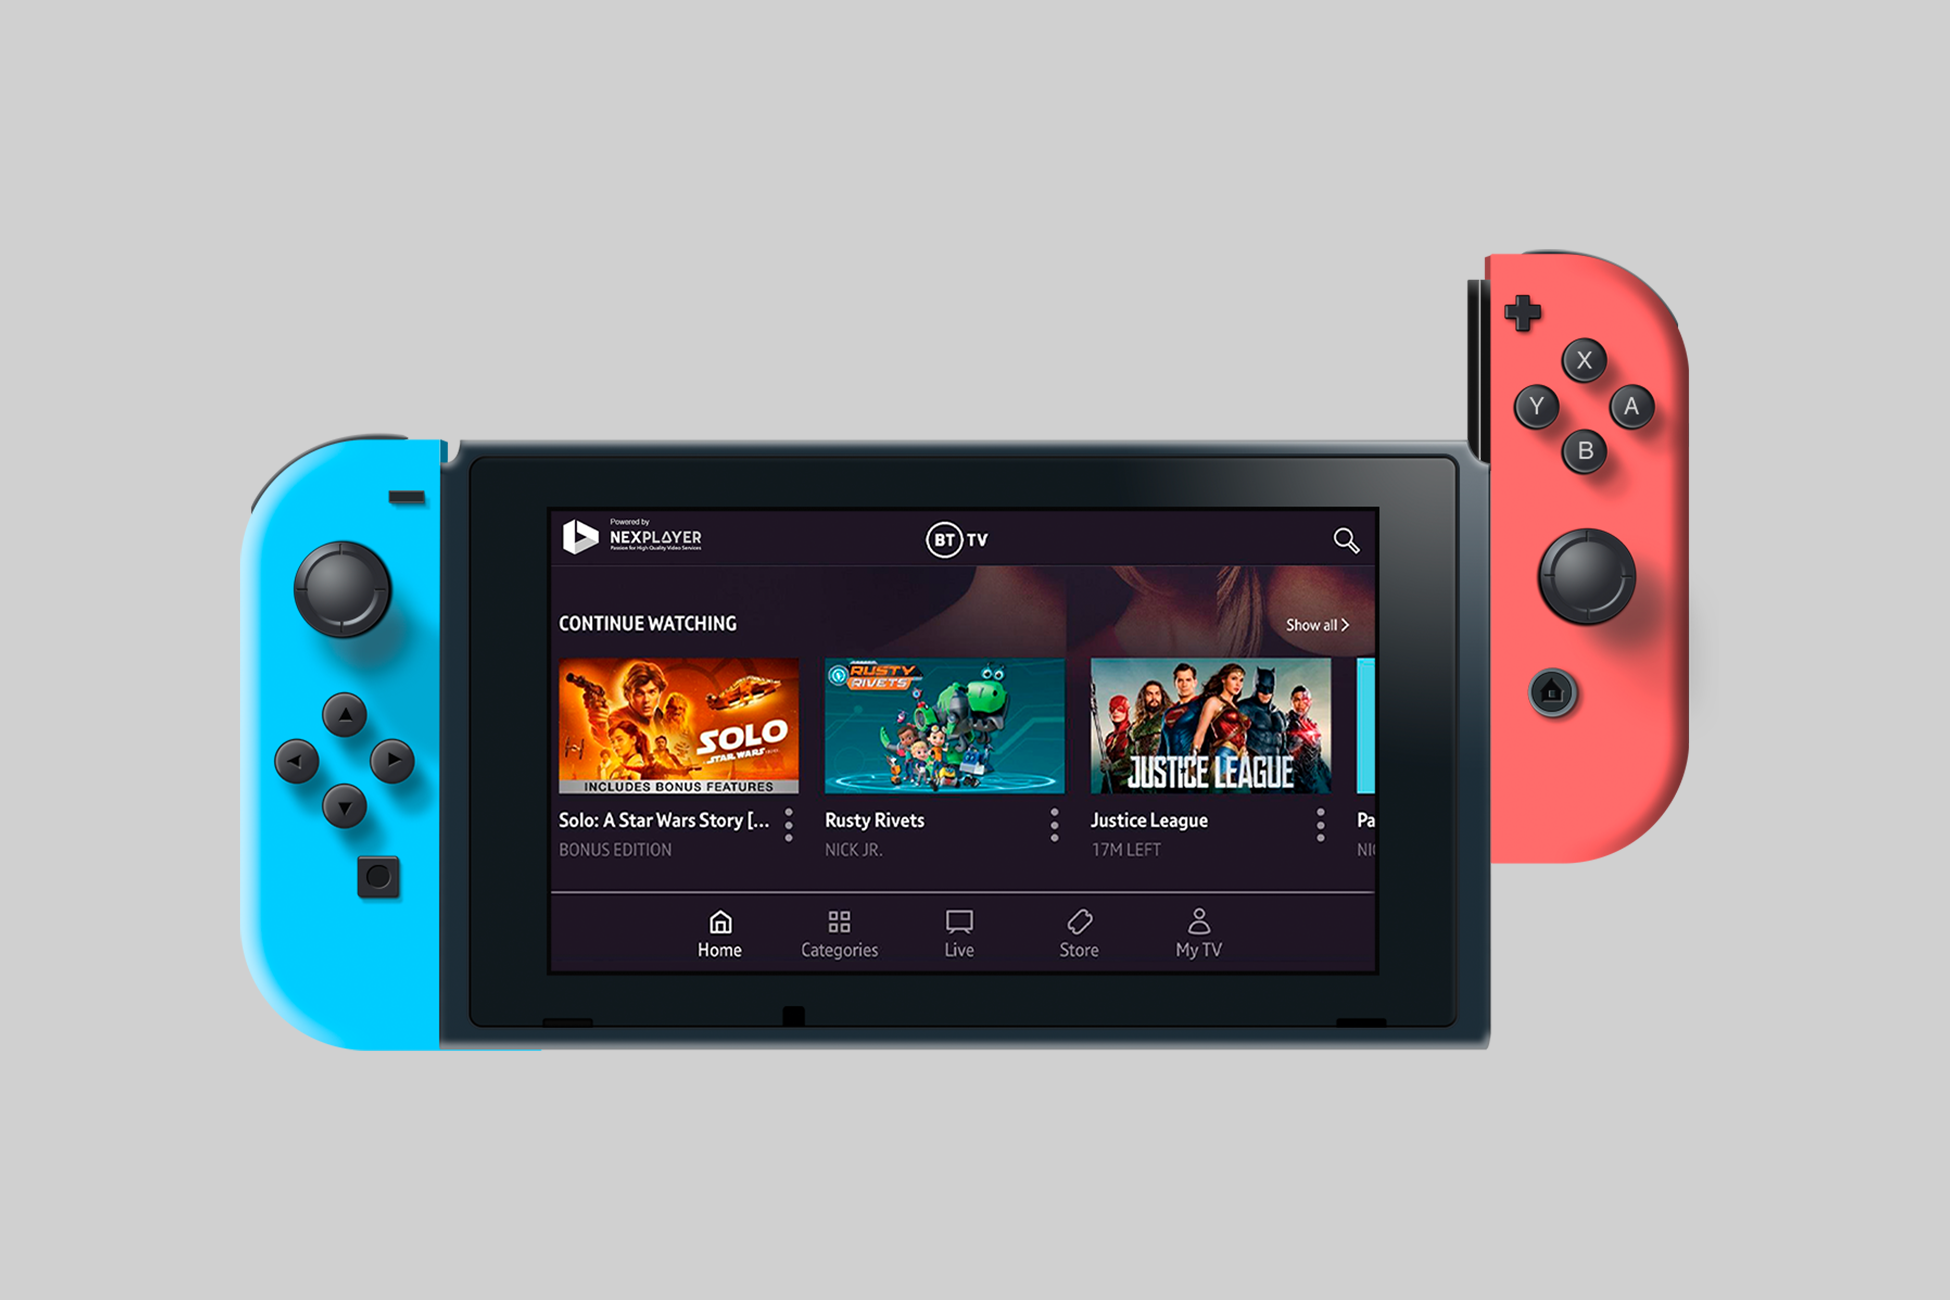 Powered by
NEXPLAYER
Passion for High Quality Video Services
BT TV
CONTINUE WATCHING
Show all
RUSTY
RIVETS
SOLO
STAR WARS
INCLUDES BONUS FEATURES
JUSTICE LEAGUE
Solo: A Star Wars Story [...
Rusty Rivets
Justice League
Pa
BONUS EDITION
NICK JR.
17M LEFT
NI
Home
Categories
Live
Store
My TV
X
Y
A
B